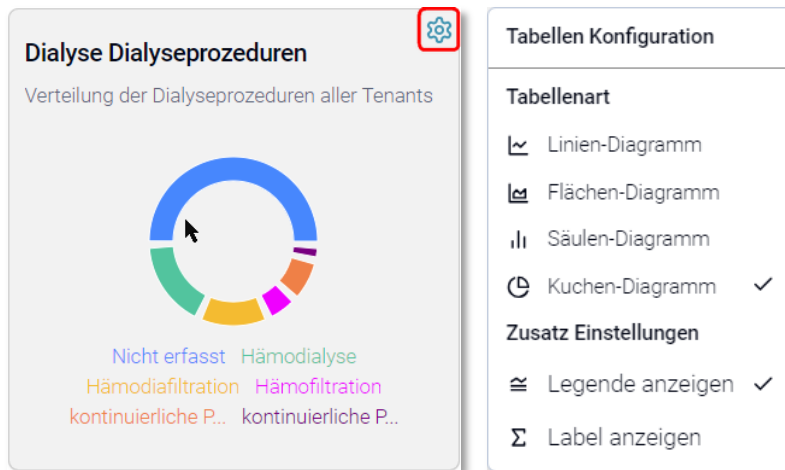 Dialyse Dialyseprozeduren
Verteilung der Dialyseprozeduren aller Tenants
Nicht erfasst Hämodialyse
Hämodiafiltration Hämofiltration
kontinuierliche P... kontinuierliche P...
Tabellen Konfiguration
Tabellenart
Linien-Diagramm
Flächen-Diagramm
Säulen-Diagramm
Kuchen-Diagramm
Zusatz Einstellungen
Legende anzeigen
Label anzeigen